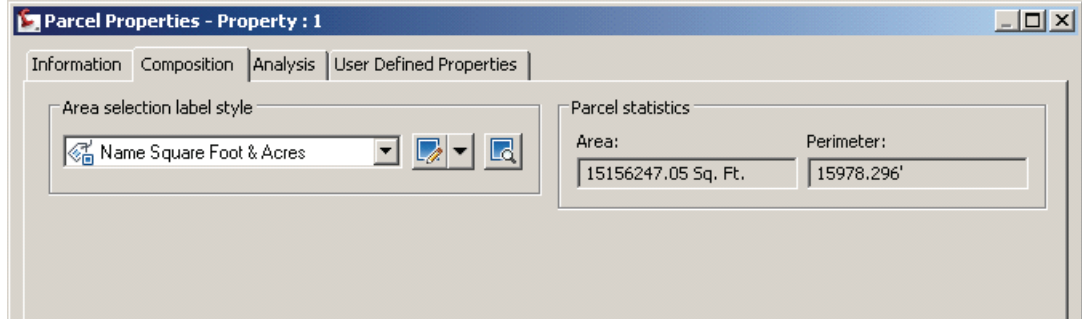 Parcel Properties - Property : 1
Information Composition Analysis User Defined Properties
Area selection label style
Name Square Foot & Acres
Parcel statistics
Area: Perimeter:
15156247.05 Sq. Ft. 15978.296'